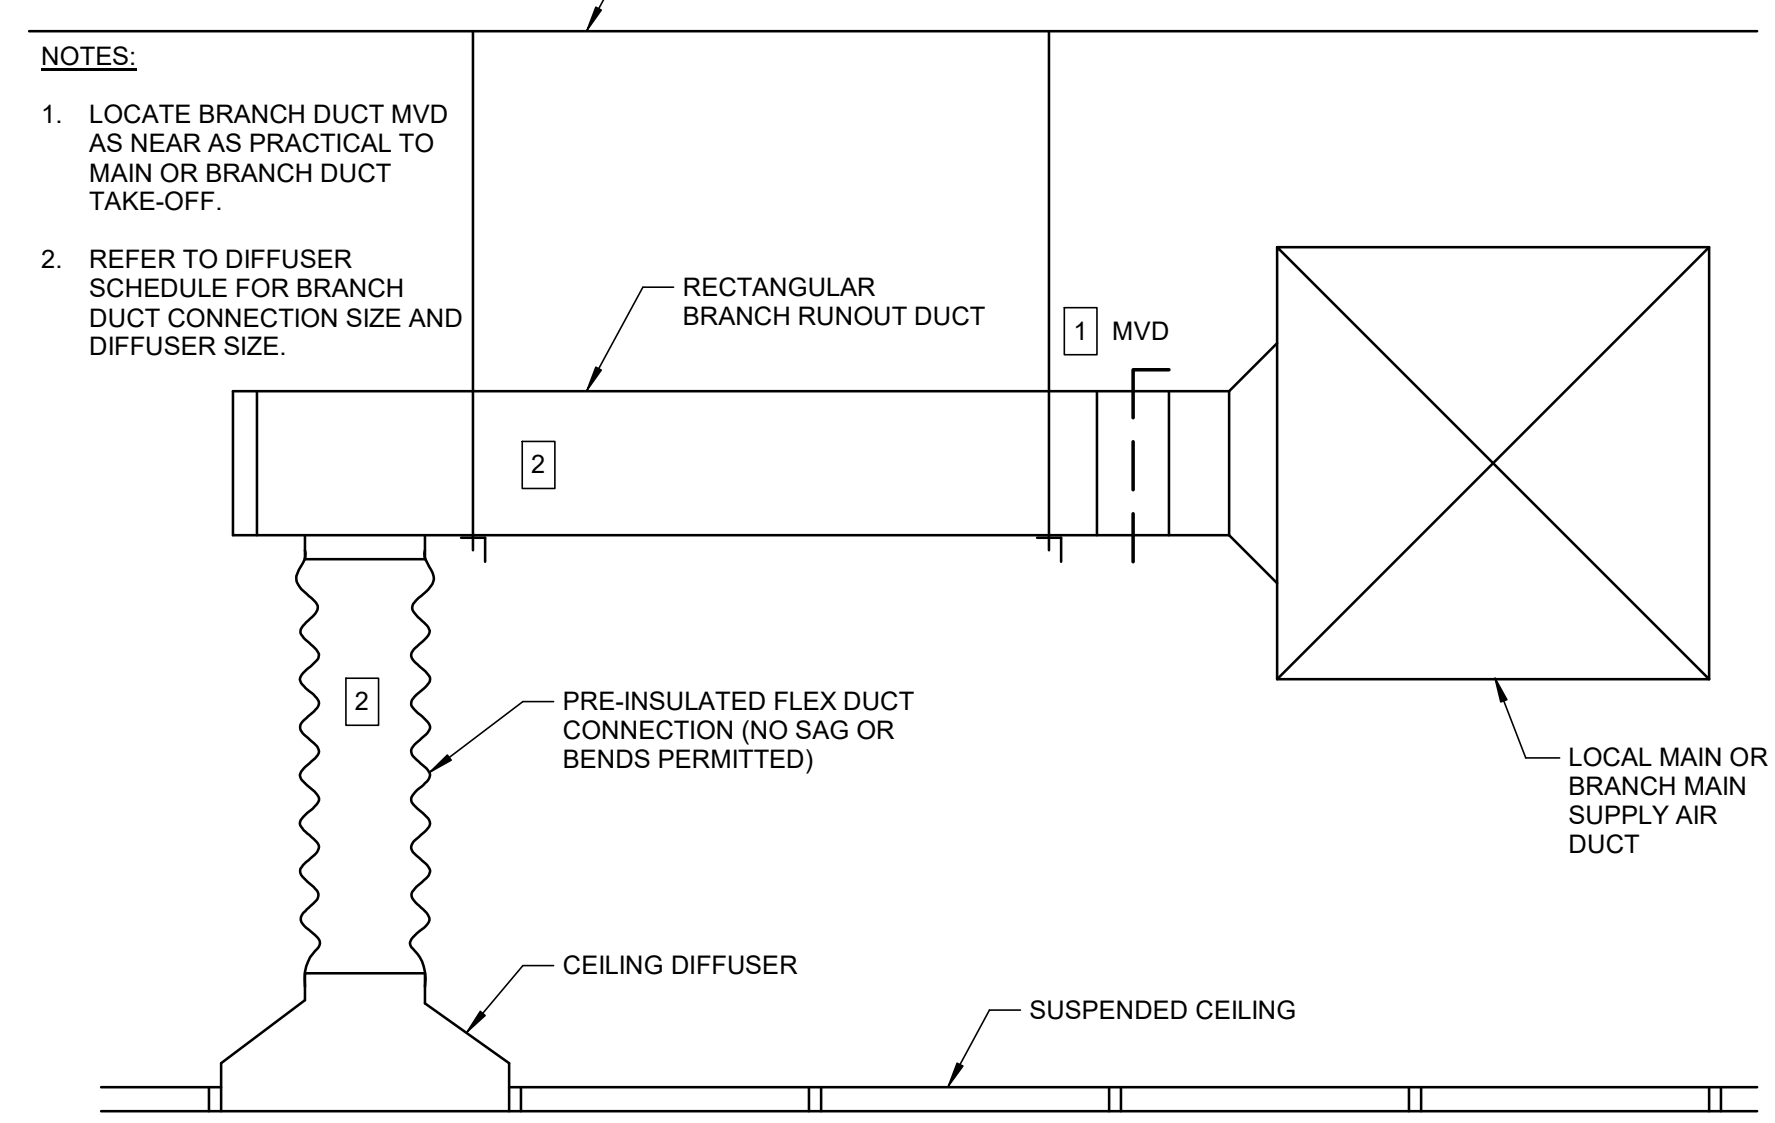 NOTES:
1. LOCATE BRANCH DUCT MVD
AS NEAR AS PRACTICAL TO
MAIN OR BRANCH DUCT
TAKE-OFF.
2. REFER TO DIFFUSER
SCHEDULE FOR BRANCH
DUCT CONNECTION SIZE AND
DIFFUSER SIZE.
RECTANGULAR
BRANCH RUNOUT DUCT
1 MVD
2
2
PRE-INSULATED FLEX DUCT
CONNECTION (NO SAG OR
BENDS PERMITTED)
LOCAL MAIN OR
BRANCH MAIN
SUPPLY AIR
DUCT
CEILING DIFFUSER
SUSPENDED CEILING